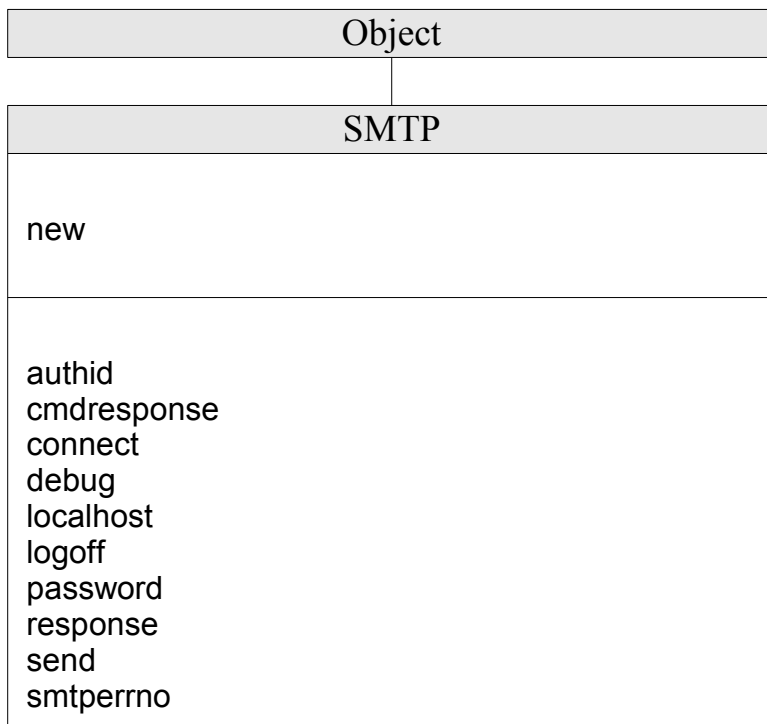 Object
SMTP
new
authid
cmdresponse
connect
debug
localhost
logoff
password
response
send
smtperrno